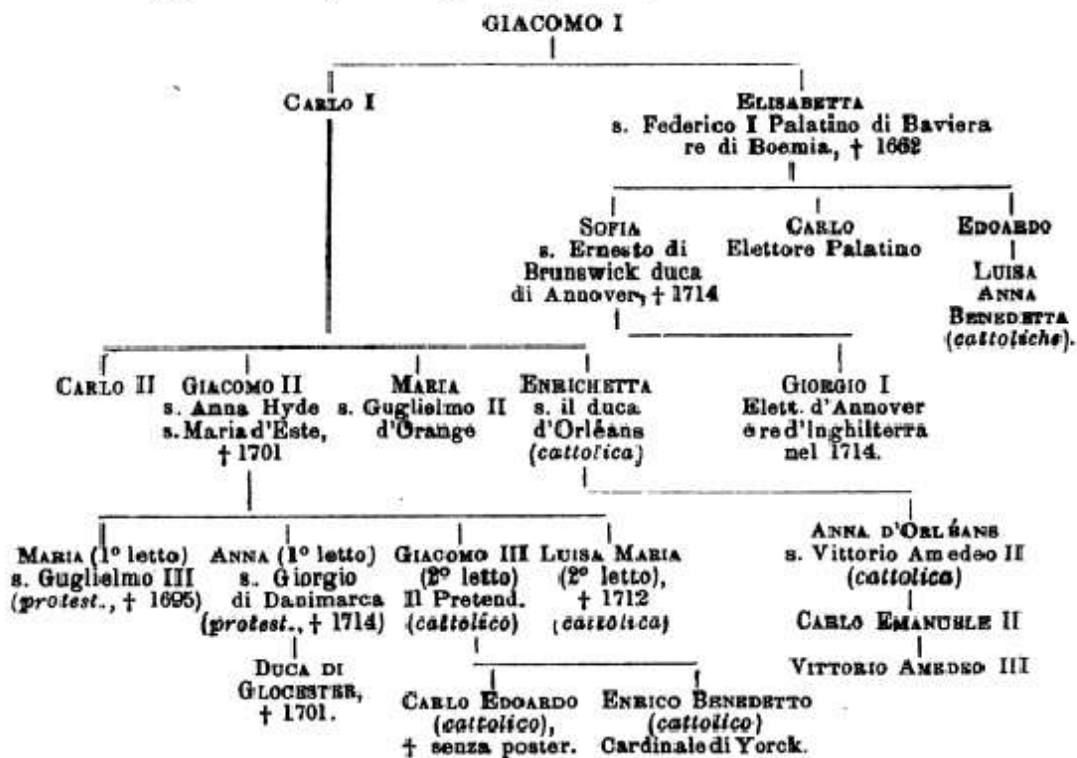 GIACOMO I
CARLO I
ELISABETTA
s. Federico I Palatino di Baviera
re di Boemia, † 1662
SOFIA
s. Ernesto di
Brunswick duca
di Annover, † 1714
CARLO
Elettore Palatino
EDOARDO
LUISA
ANNA
BENEDETTA
(cattoliche).
CARLO II
GIACOMO II
s. Anna Hyde
s. Maria d'Este,
† 1701
MARIA
s. Guglielmo II
d'Orange
ENRICHETTA
s. il duca
d'Orléans
(cattolica)
GIORGIO I
Elett. d'Annover
e re d'Inghilterra
nel 1714.
MARIA (1º letto)
s. Guglielmo III
(protest., † 1695)
ANNA (1º letto)
s. Giorgio
di Danimarca
(protest., † 1714)
DUCA DI
GLOCESTER,
† 1701.
GIACOMO III
(2º letto)
Il Pretend.
(cattolico)
LUISA MARIA
(2º letto),
† 1712
(cattolica)
CARLO EDOARDO
(cattolico),
† senza poster.
ENRICO BENEDETTO
(cattolico)
Cardinale di Yorck.
ANNA D'ORLÉANS
s. Vittorio Amedeo II
(cattolica)
CARLO EMANUELE II
VITTORIO AMEDEO III